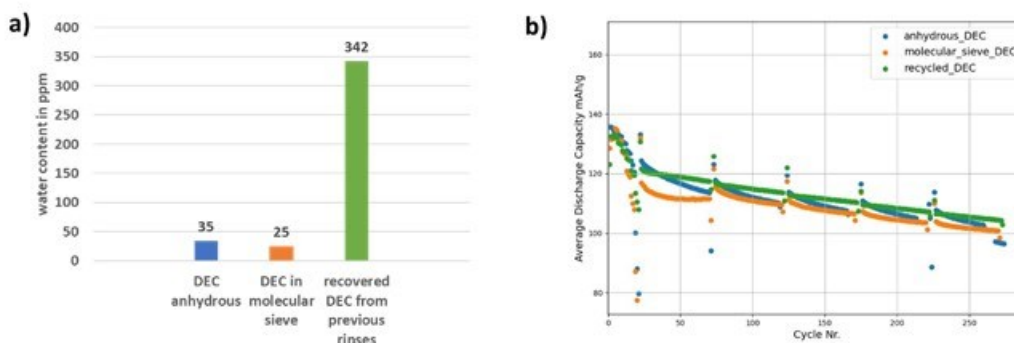 a)
400
350
300
250
200
150
100
50
0
water content in ppm
35
25
342
DEC
anhydrous
DEC in
molecular
sieve
recovered
DEC from
previous
rinses
b)
anhydrous_DEC
molecular_sieve_DEC
recycled_DEC
160
140
120
100
80
Average Discharge Capacity mAh/g
0
50
100
150
200
250
Cycle Nr.